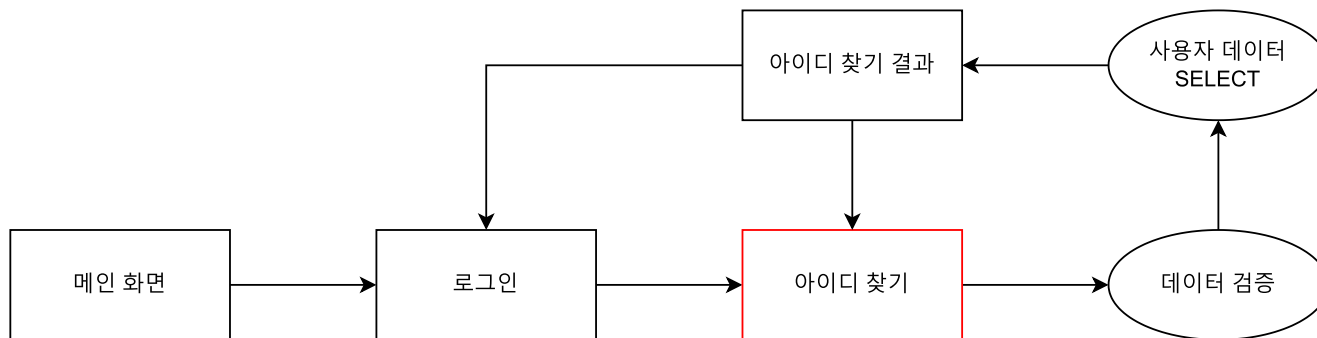 아이디 찾기 결과
사용자 데이터
SELECT
메인 화면
로그인
아이디 찾기
데이터 검증